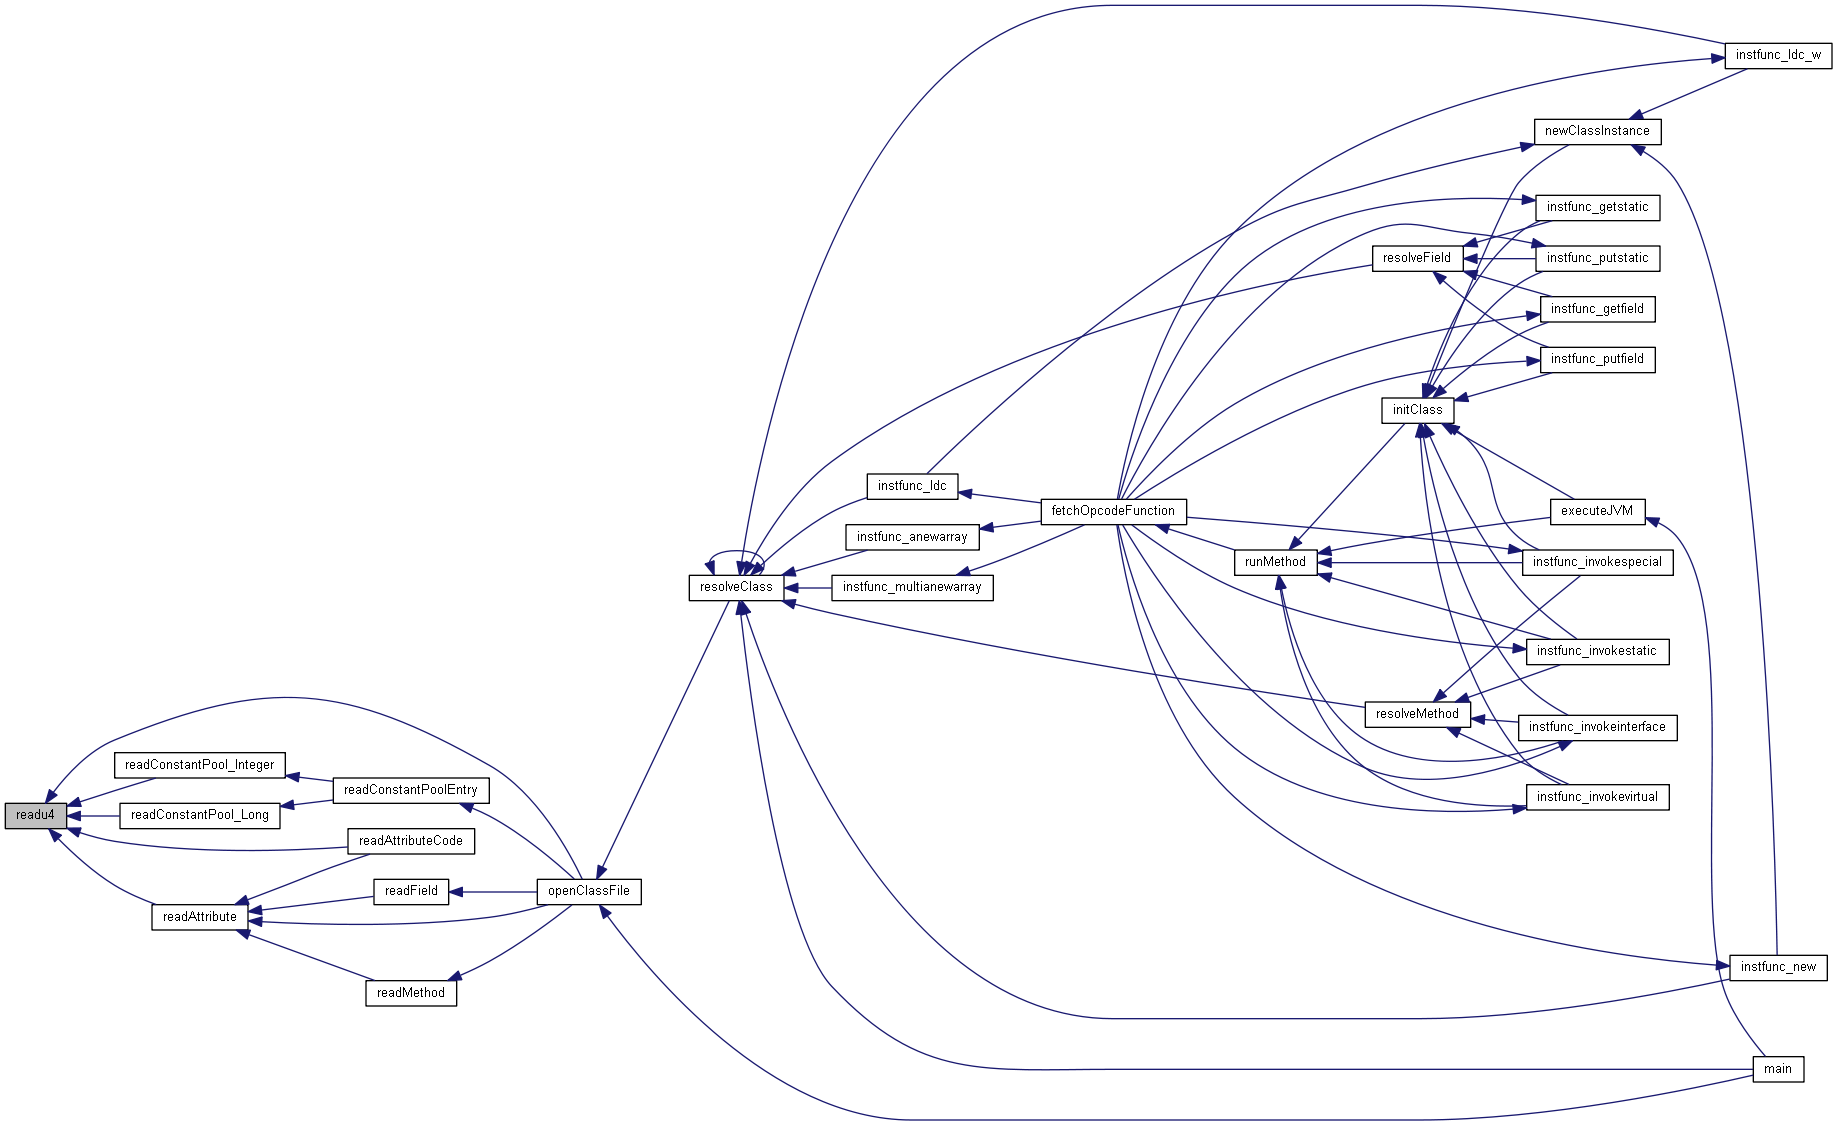 instfunc_ldc_w
newClassInstance
instfunc_getstatic
resolveField
instfunc_putstatic
instfunc_getfield
instfunc_putfield
initClass
instfunc_ldc
fetchOpcodeFunction
executeJVM
instfunc_anewarray
runMethod
instfunc_invokespecial
resolveClass
instfunc_multianewarray
instfunc_invokestatic
resolveMethod
instfunc_invokeinterface
readConstantPool_Integer
readConstantPoolEntry
instfunc_invokevirtual
readu4
readConstantPool_Long
readAttributeCode
readField
openClassFile
readAttribute
instfunc_new
readMethod
main